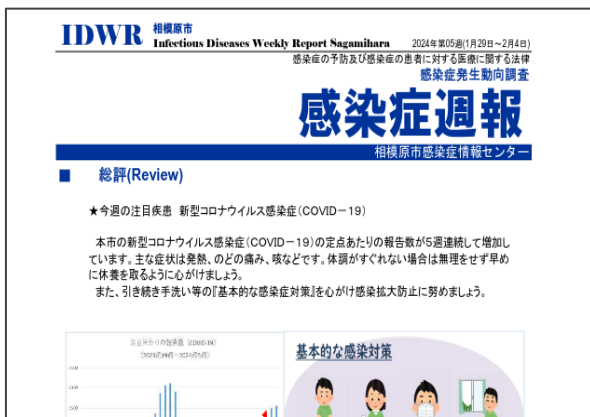 IDWR 相模原市
Infectious Diseases Weekly Report Sagamihara 2024年第05週(1月29日～2月4日)
感染症の予防及び感染症の患者に対する医療に関する法律
感染症発生動向調査
感染症週報
相模原市感染症情報センター
■ 総評(Review)
★今週の注目疾患 新型コロナウイルス感染症(COVID－19)
本市の新型コロナウイルス感染症(COVID－19)の定点あたりの報告数が5週連続して増加し
ています。主な症状は発熱、のどの痛み、咳などです。体調がすぐれない場合は無理をせず早め
に休養を取るように心がけましょう。
また、引き続き手洗い等の『基本的な感染症対策』を心がけ感染拡大防止に努めましょう。
定点当たりの報告数 (COVID-19)
基本的な感染対策